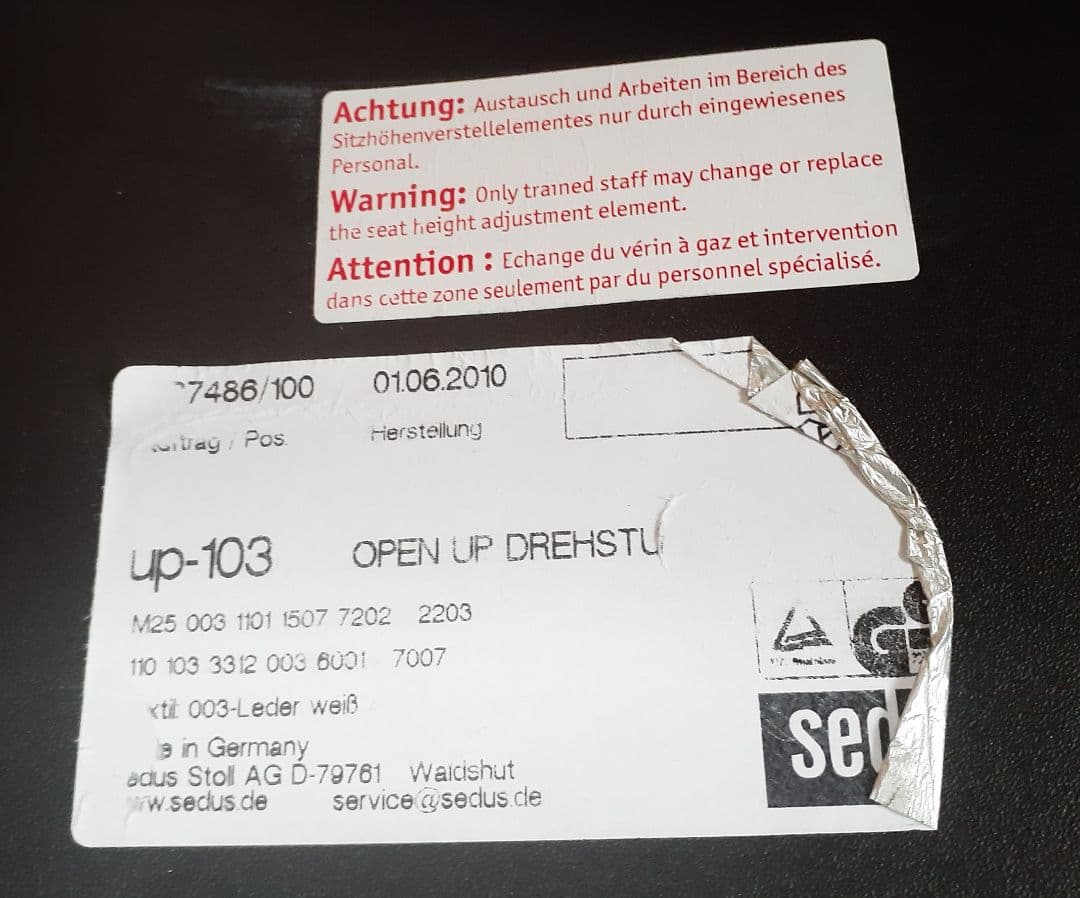 Achtung: Austausch und Arbeiten im Bereich des
Sitzhöhenverstellelementes nur durch eingewiesenes
Personal.
Warning: Only trained staff may change or replace
the seat height adjustment element.
Attention : Echange du vérin à gaz et intervention
dans cette zone seulement par du personnel spécialisé.
7486/100 01.06.2010
Pos. Herstellung
up-103 OPEN UP DREHSTU
M25 003 1101 1507 7202 2203
110 103 3312 003 6001 7007
003-Leder weiß
in Germany
edus Stoll AG D-79761 Waldshut
w.sedus.de service@sedus.de
sed